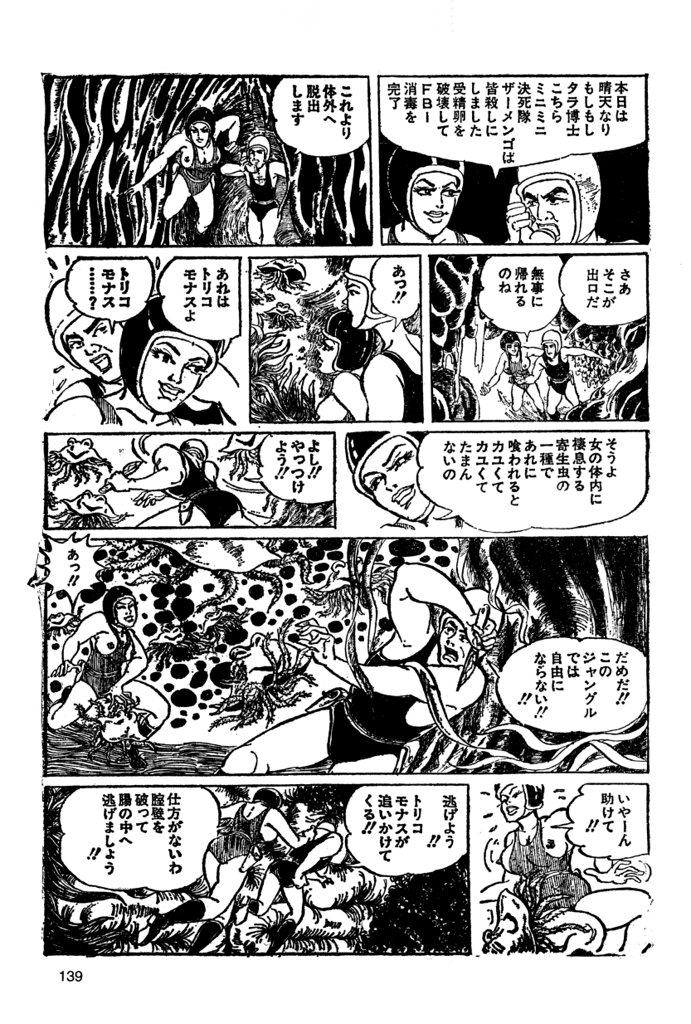 本日は
晴天なり
もしもし
タラ博士
こちら
ミニミニ
決死隊
ザーメンゴは
皆殺しに
しました
受精卵を
破壊して
FBI
消毒を
完了
これより
体外へ
脱出
します
さあ
そこが
出口だ
無事に
帰れる
のね
あっ!!
あれは
トリコ
モナスよ
トリコ
モナス
……?
そうよ
女の体内に
棲息する
寄生虫の
一種で
あれに
喰われると
カユくて
カユくて
たまん
ないの
よし!!
やっつけ
よう!!
だめだ!!
この
ジャングル
では
自由に
ならない!!
あっ!!
いやーん
助けて
!!
逃げよう
!!
トリコ
モナスが
追いかけて
くる!!
仕方がないわ
膣壁を
破って
腸の中へ
逃げましょう
!!
139